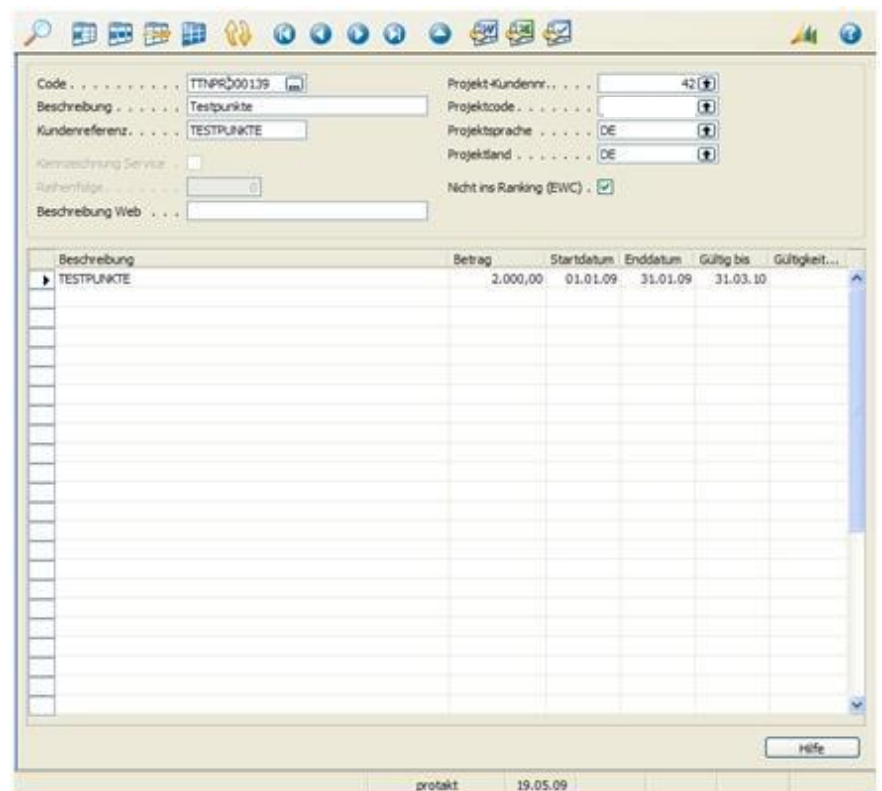 Code . . . . . . . . . . TTNPR000139
Beschreibung . . . . . . Testpunkte
Kundenreferenz. . . . . TESTPUNKTE
Kennzeichnung Service .
Reihenfolge . . . . . . . 0
Beschreibung Web . . .
Projekt-Kundennr. . . . . 42
Projektcode . . . . . . .
Projektsprache . . . . . DE
Projektland . . . . . . . DE
Nicht ins Ranking (EWC) .
Beschreibung Betrag Startdatum Enddatum Gültig bis Gültigkeit...
TESTPUNKTE 2.000,00 01.01.09 31.01.09 31.03.10
Hilfe
protakt 19.05.09